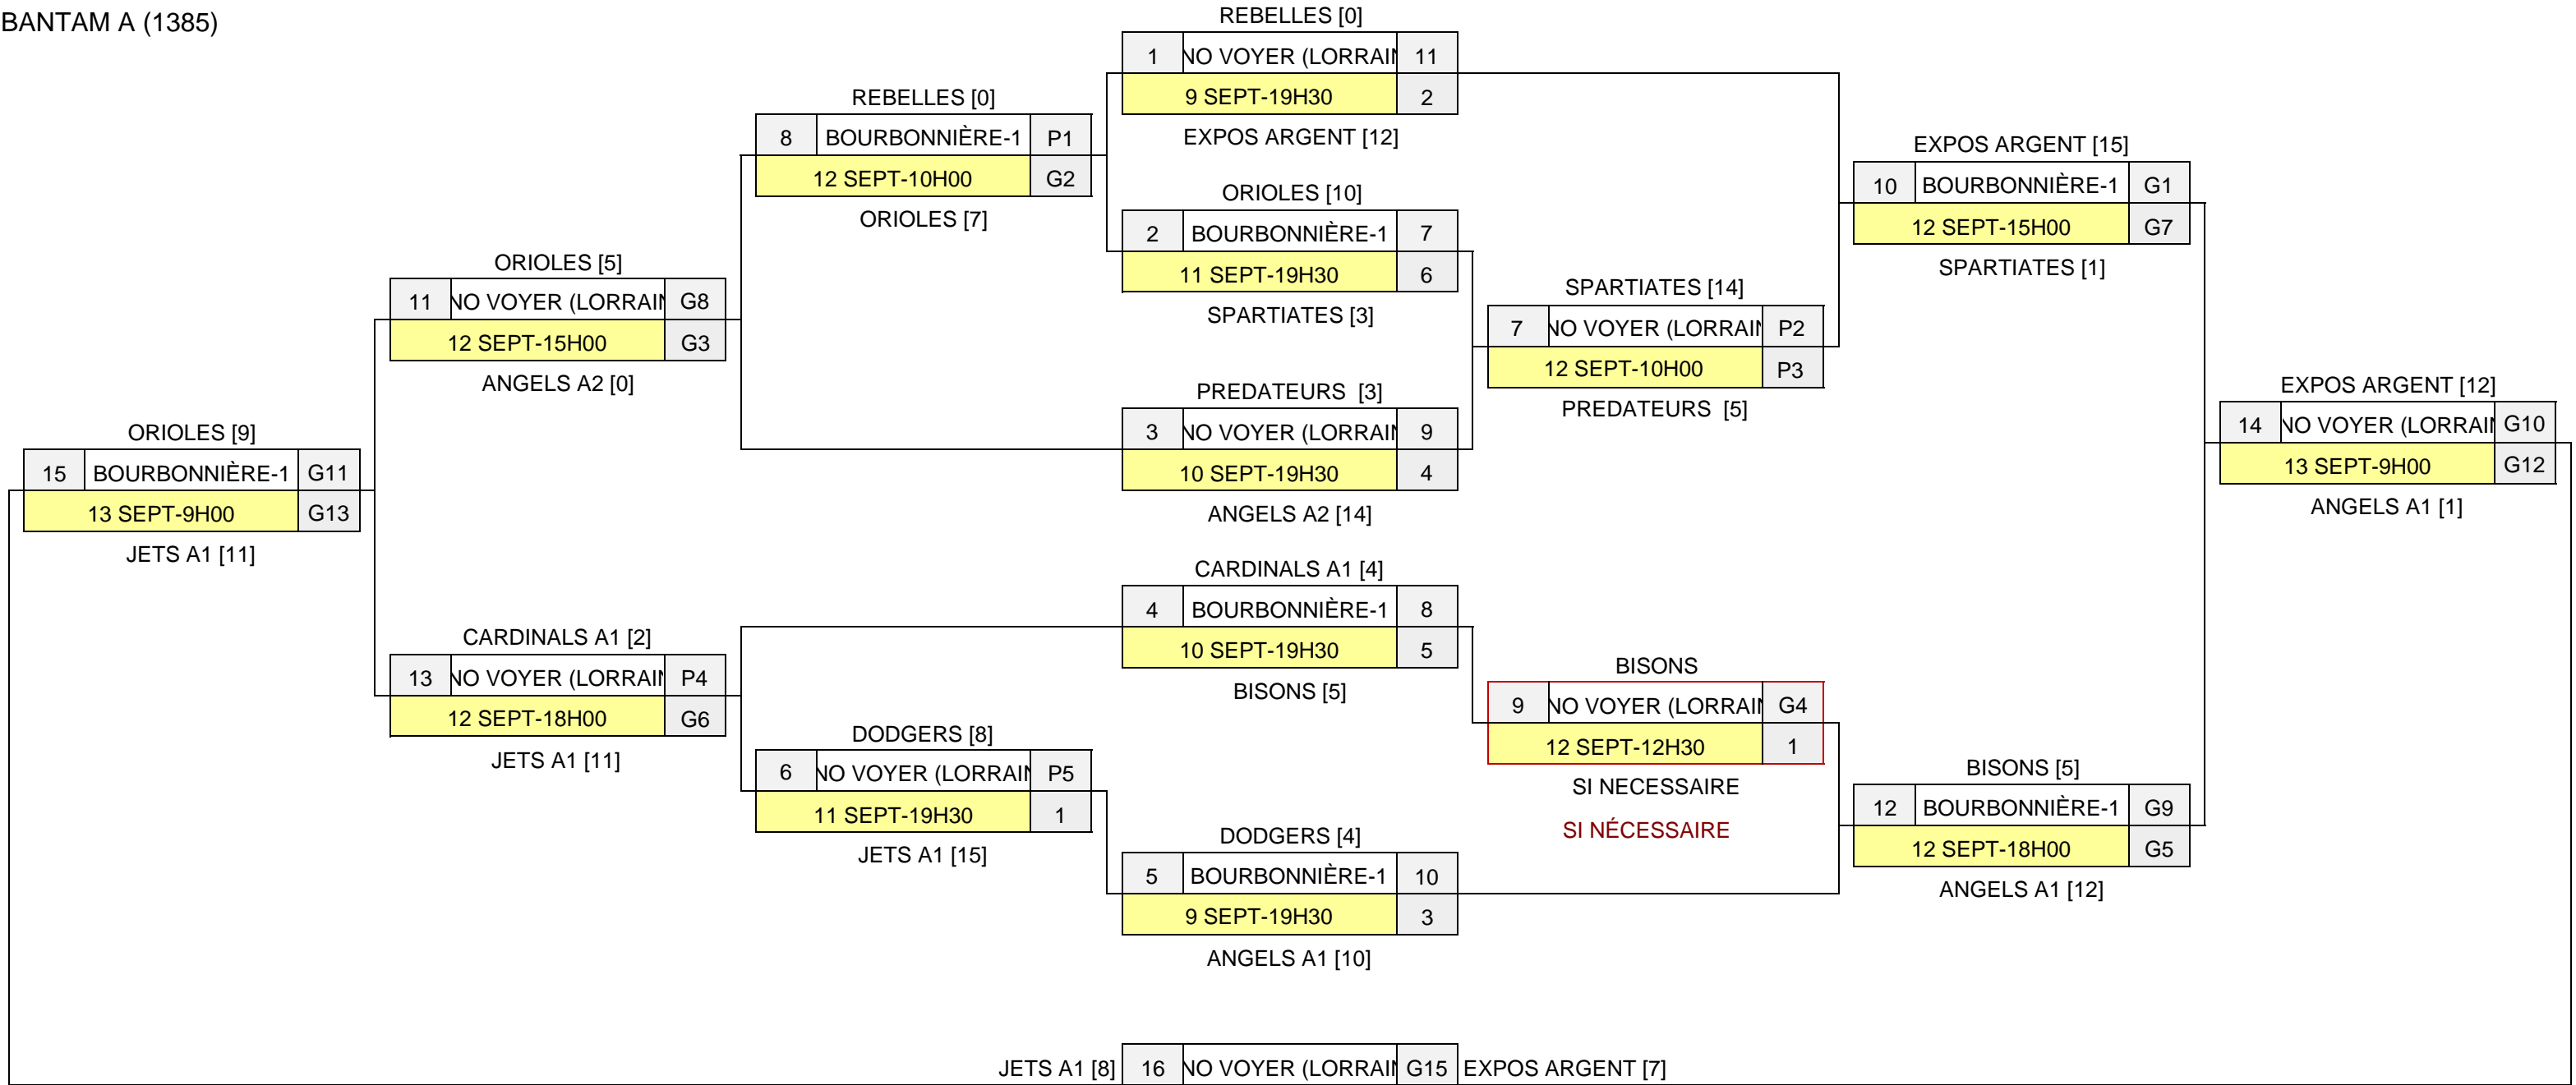 BANTAM A (1385)
REBELLES [0]
1 NO VOYER (LORRAIN 11
9 SEPT-19H30 2
EXPOS ARGENT [12]
REBELLES [0]
8 BOURBONNIÈRE-1 P1
12 SEPT-10H00 G2
ORIOLES [7]
ORIOLES [10]
2 BOURBONNIÈRE-1 7
11 SEPT-19H30 6
SPARTIATES [3]
EXPOS ARGENT [15]
10 BOURBONNIÈRE-1 G1
12 SEPT-15H00 G7
SPARTIATES [1]
ORIOLES [5]
11 NO VOYER (LORRAIN G8
12 SEPT-15H00 G3
ANGELS A2 [0]
SPARTIATES [14]
7 NO VOYER (LORRAIN P2
12 SEPT-10H00 P3
PREDATEURS [5]
PREDATEURS [3]
3 NO VOYER (LORRAIN 9
10 SEPT-19H30 4
ANGELS A2 [14]
EXPOS ARGENT [12]
14 NO VOYER (LORRAIN G10
13 SEPT-9H00 G12
ANGELS A1 [1]
ORIOLES [9]
15 BOURBONNIÈRE-1 G11
13 SEPT-9H00 G13
JETS A1 [11]
CARDINALS A1 [4]
4 BOURBONNIÈRE-1 8
10 SEPT-19H30 5
BISONS [5]
CARDINALS A1 [2]
13 NO VOYER (LORRAIN P4
12 SEPT-18H00 G6
JETS A1 [11]
BISONS
9 NO VOYER (LORRAIN G4
12 SEPT-12H30 1
SI NECESSAIRE
SI NÉCESSAIRE
DODGERS [8]
6 NO VOYER (LORRAIN P5
11 SEPT-19H30 1
JETS A1 [15]
BISONS [5]
12 BOURBONNIÈRE-1 G9
12 SEPT-18H00 G5
ANGELS A1 [12]
DODGERS [4]
5 BOURBONNIÈRE-1 10
9 SEPT-19H30 3
ANGELS A1 [10]
JETS A1 [8] 16 NO VOYER (LORRAIN G15 EXPOS ARGENT [7]